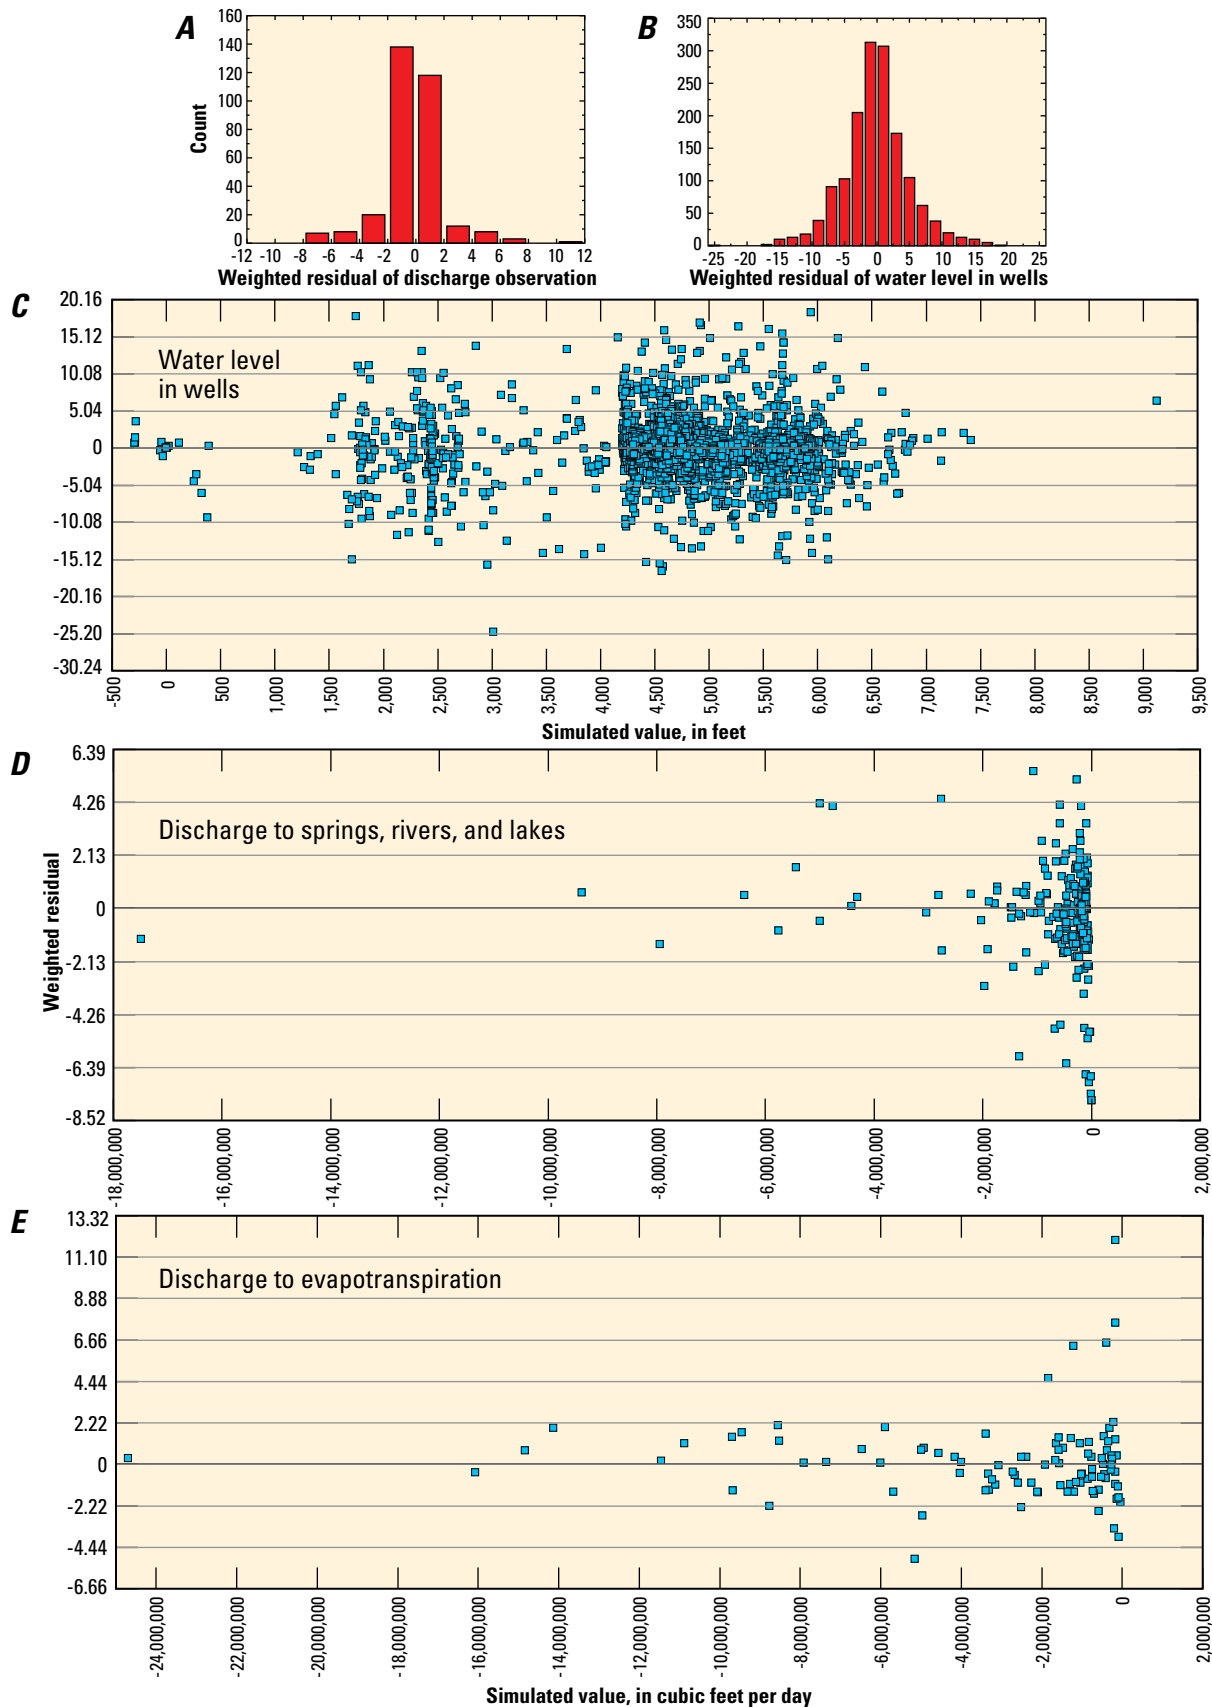 A
160
140
120
100
80
60
40
20
0
Count
-12 -10 -8 -6 -4 -2 0 2 4 6 8 10 12
Weighted residual of discharge observation
B
350
300
250
200
150
100
50
0
-25 -20 -15 -10 -5 0 5 10 15 20 25
Weighted residual of water level in wells
C
20.16
15.12
10.08
5.04
0
-5.04
-10.08
-15.12
-20.16
-25.20
-30.24
Water level
in wells
-500 0 500 1,000 1,500 2,000 2,500 3,000 3,500 4,000 4,500 5,000 5,500 6,000 6,500 7,000 7,500 8,000 8,500 9,000 9,500
Simulated value, in feet
D
6.39
4.26
2.13
0
-2.13
-4.26
-6.39
-8.52
Weighted residual
Discharge to springs, rivers, and lakes
-18,000,000 -16,000,000 -14,000,000 -12,000,000 -10,000,000 -8,000,000 -6,000,000 -4,000,000 -2,000,000 0 2,000,000
E
13.32
11.10
8.88
6.66
4.44
2.22
0
-2.22
-4.44
-6.66
Discharge to evapotranspiration
-24,000,000 -22,000,000 -20,000,000 -18,000,000 -16,000,000 -14,000,000 -12,000,000 -10,000,000 -8,000,000 -6,000,000 -4,000,000 -2,000,000 0 2,000,000
Simulated value, in cubic feet per day